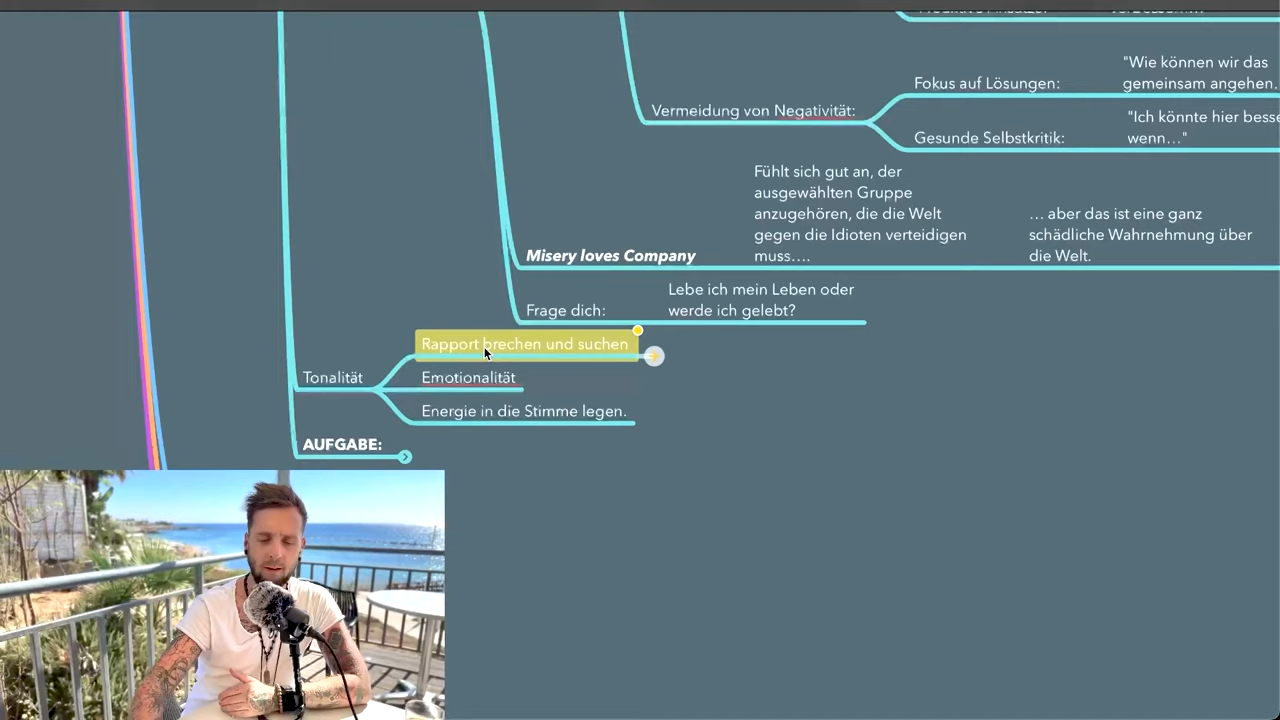 "Wie können wir das
gemeinsam angehen.
Fokus auf Lösungen:
Vermeidung von Negativität:
"Ich könnte hier
wenn…"
Gesunde Selbstkritik:
Fühlt sich gut an, der
ausgewählten Gruppe
anzugehören, die die Welt
gegen die Idioten verteidigen
muss….
… aber das ist eine ganz
schädliche Wahrnehmung über
die Welt.
Misery loves Company
Lebe ich mein Leben oder
werde ich gelebt?
Frage dich:
Rapport brechen und suchen
Tonalität
Emotionalität
Energie in die Stimme legen.
AUFGABE: